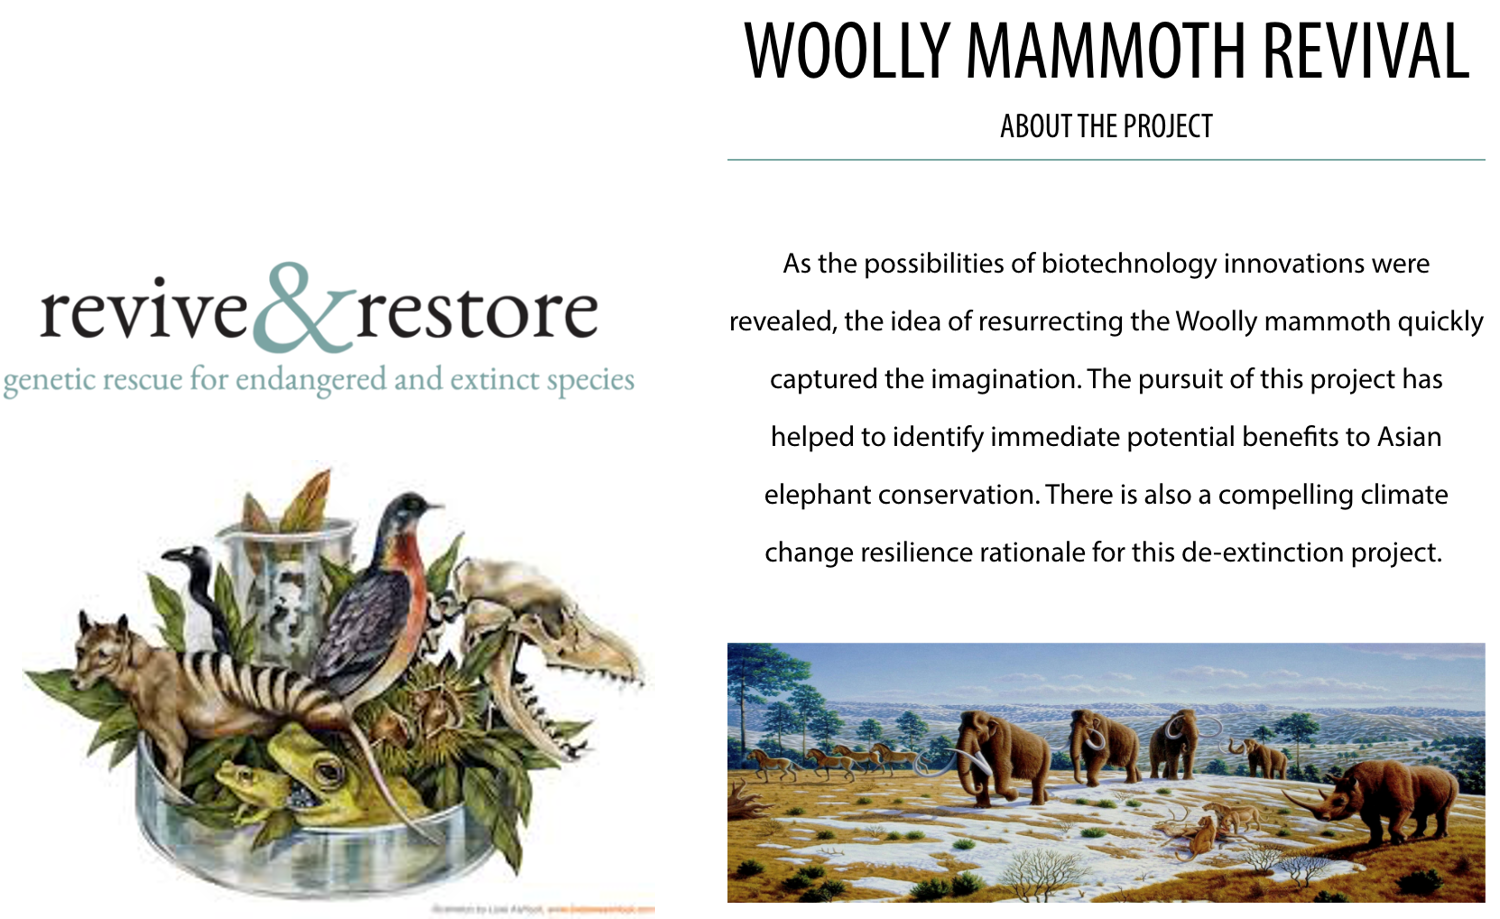 revive&restore
genetic rescue for endangered and extinct species
WOOLLY MAMMOTH REVIVAL
ABOUT THE PROJECT
As the possibilities of biotechnology innovations were
revealed, the idea of resurrecting the Woolly mammoth quickly
captured the imagination. The pursuit of this project has
helped to identify immediate potential benefits to Asian
elephant conservation. There is also a compelling climate
change resilience rationale for this de-extinction project.